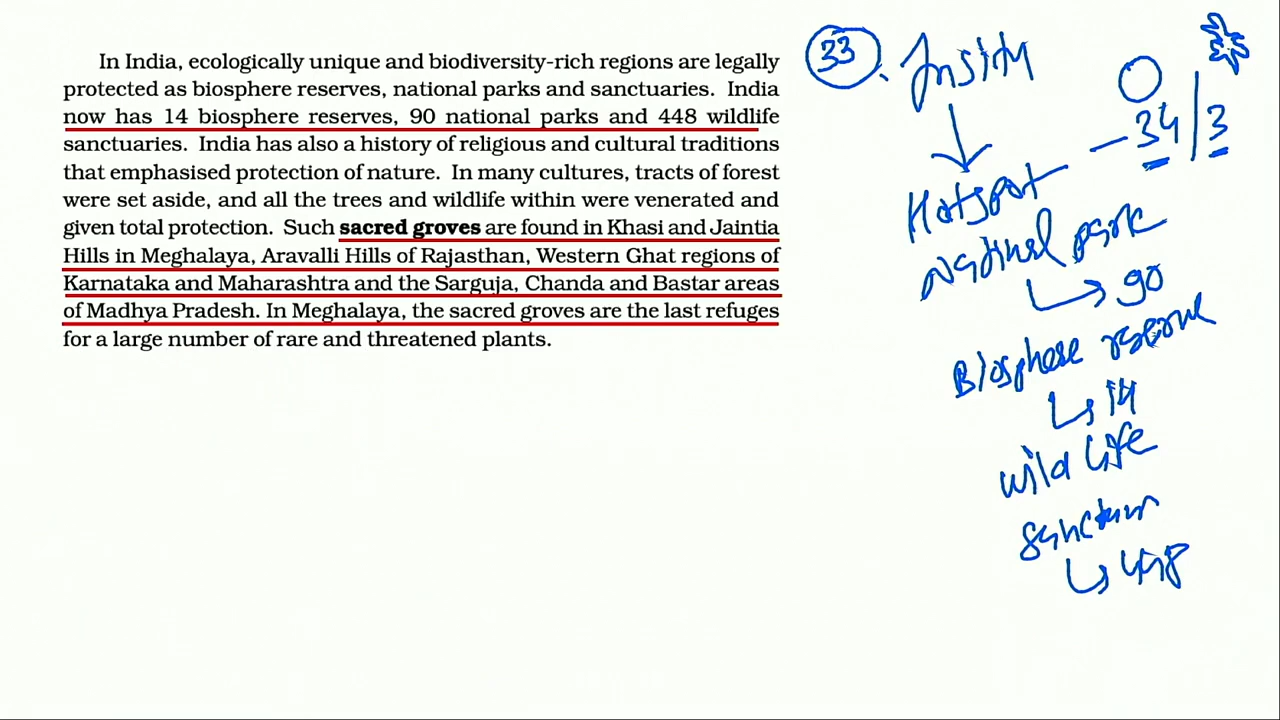 In India, ecologically unique and biodiversity-rich regions are legally
protected as biosphere reserves, national parks and sanctuaries. India
now has 14 biosphere reserves, 90 national parks and 448 wildlife
sanctuaries. India has also a history of religious and cultural traditions
that emphasised protection of nature. In many cultures, tracts of forest
were set aside, and all the trees and wildlife within were venerated and
given total protection. Such sacred groves are found in Khasi and Jaintia
Hills in Meghalaya, Aravalli Hills of Rajasthan, Western Ghat regions of
Karnataka and Maharashtra and the Sarguja, Chanda and Bastar areas
of Madhya Pradesh. In Meghalaya, the sacred groves are the last refuges
for a large number of rare and threatened plants.
33. Insitu
Hotspot - 34 / 3
National park
90
Biosphere reserve
14
wild life
448